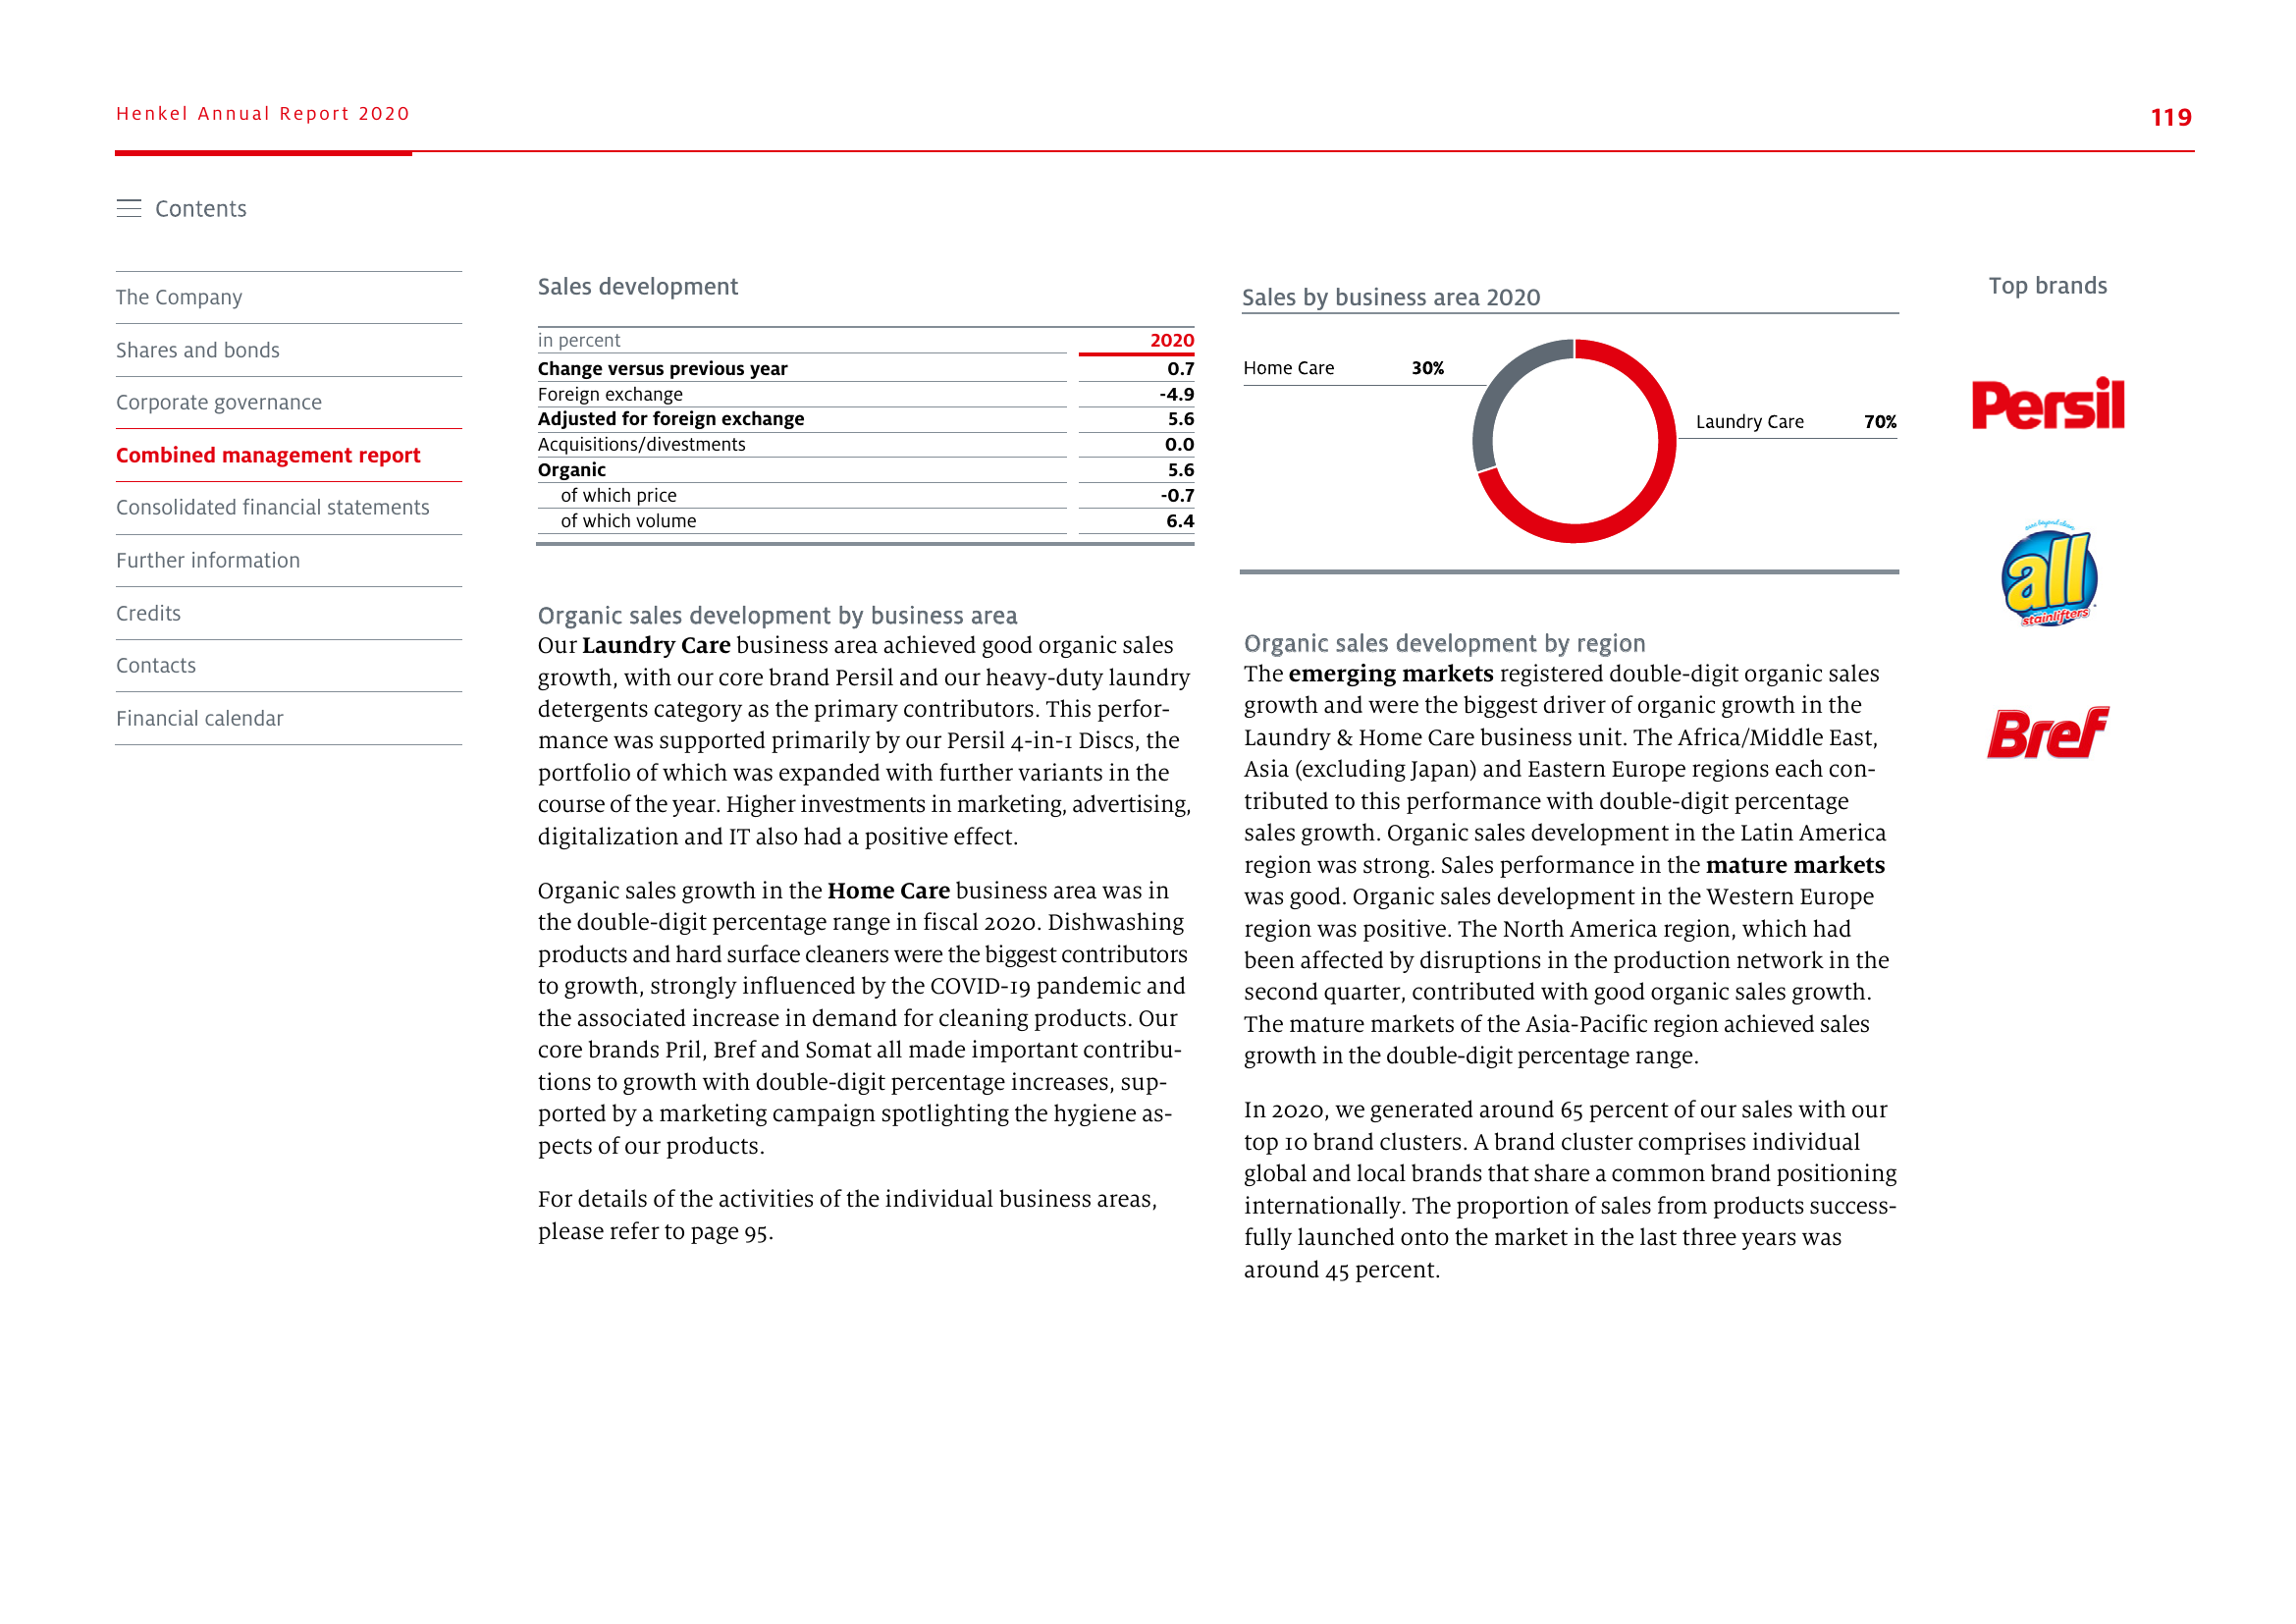 Henkel Annual Report 2020
119
Contents
The Company
Shares and bonds
Corporate governance
Combined management report
Consolidated financial statements
Further information
Credits
Contacts
Financial calendar
Sales development
in percent 2020
Change versus previous year 0.7
Foreign exchange -4.9
Adjusted for foreign exchange 5.6
Acquisitions/divestments 0.0
Organic 5.6
of which price -0.7
of which volume 6.4
Organic sales development by business area
Our Laundry Care business area achieved good organic sales
growth, with our core brand Persil and our heavy-duty laundry
detergents category as the primary contributors. This perfor-
mance was supported primarily by our Persil 4-in-1 Discs, the
portfolio of which was expanded with further variants in the
course of the year. Higher investments in marketing, advertising,
digitalization and IT also had a positive effect.
Organic sales growth in the Home Care business area was in
the double-digit percentage range in fiscal 2020. Dishwashing
products and hard surface cleaners were the biggest contributors
to growth, strongly influenced by the COVID-19 pandemic and
the associated increase in demand for cleaning products. Our
core brands Pril, Bref and Somat all made important contribu-
tions to growth with double-digit percentage increases, sup-
ported by a marketing campaign spotlighting the hygiene as-
pects of our products.
For details of the activities of the individual business areas,
please refer to page 95.
Sales by business area 2020
Home Care 30%
Laundry Care 70%
Organic sales development by region
The emerging markets registered double-digit organic sales
growth and were the biggest driver of organic growth in the
Laundry & Home Care business unit. The Africa/Middle East,
Asia (excluding Japan) and Eastern Europe regions each con-
tributed to this performance with double-digit percentage
sales growth. Organic sales development in the Latin America
region was strong. Sales performance in the mature markets
was good. Organic sales development in the Western Europe
region was positive. The North America region, which had
been affected by disruptions in the production network in the
second quarter, contributed with good organic sales growth.
The mature markets of the Asia-Pacific region achieved sales
growth in the double-digit percentage range.
In 2020, we generated around 65 percent of our sales with our
top 10 brand clusters. A brand cluster comprises individual
global and local brands that share a common brand positioning
internationally. The proportion of sales from products success-
fully launched onto the market in the last three years was
around 45 percent.
Top brands
Persil
all
stainlifters
Bref